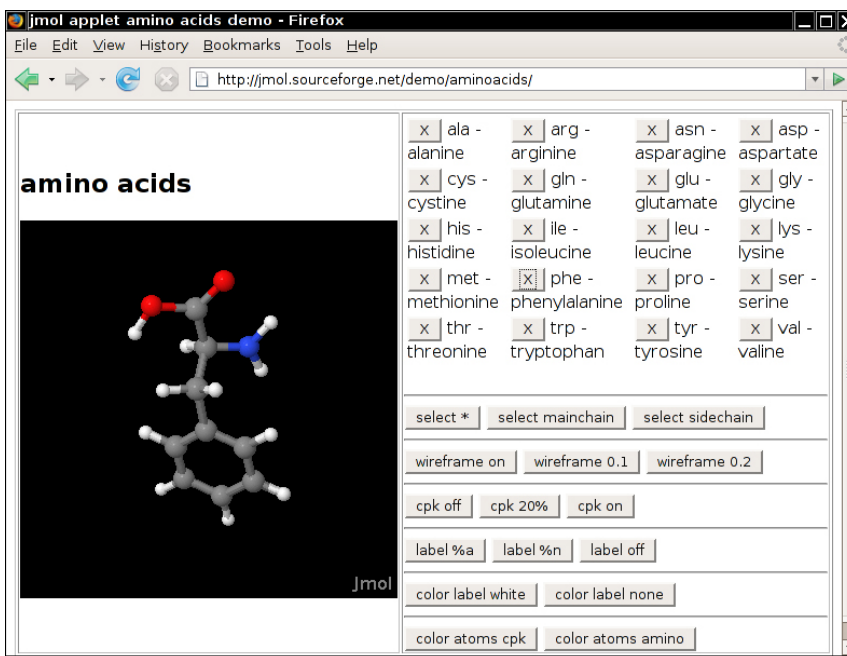 jmol applet amino acids demo - Firefox
File Edit View History Bookmarks Tools Help
http://jmol.sourceforge.net/demo/aminoacids/
amino acids
Jmol
x ala - x arg - x asn - x asp -
alanine arginine asparagine aspartate
x cys - x gln - x glu - x gly -
cystine glutamine glutamate glycine
x his - x ile - x leu - x lys -
histidine isoleucine leucine lysine
x met - x phe - x pro - x ser -
methionine phenylalanine proline serine
x thr - x trp - x tyr - x val -
threonine tryptophan tyrosine valine
select * select mainchain select sidechain
wireframe on wireframe 0.1 wireframe 0.2
cpk off cpk 20% cpk on
label %a label %n label off
color label white color label none
color atoms cpk color atoms amino